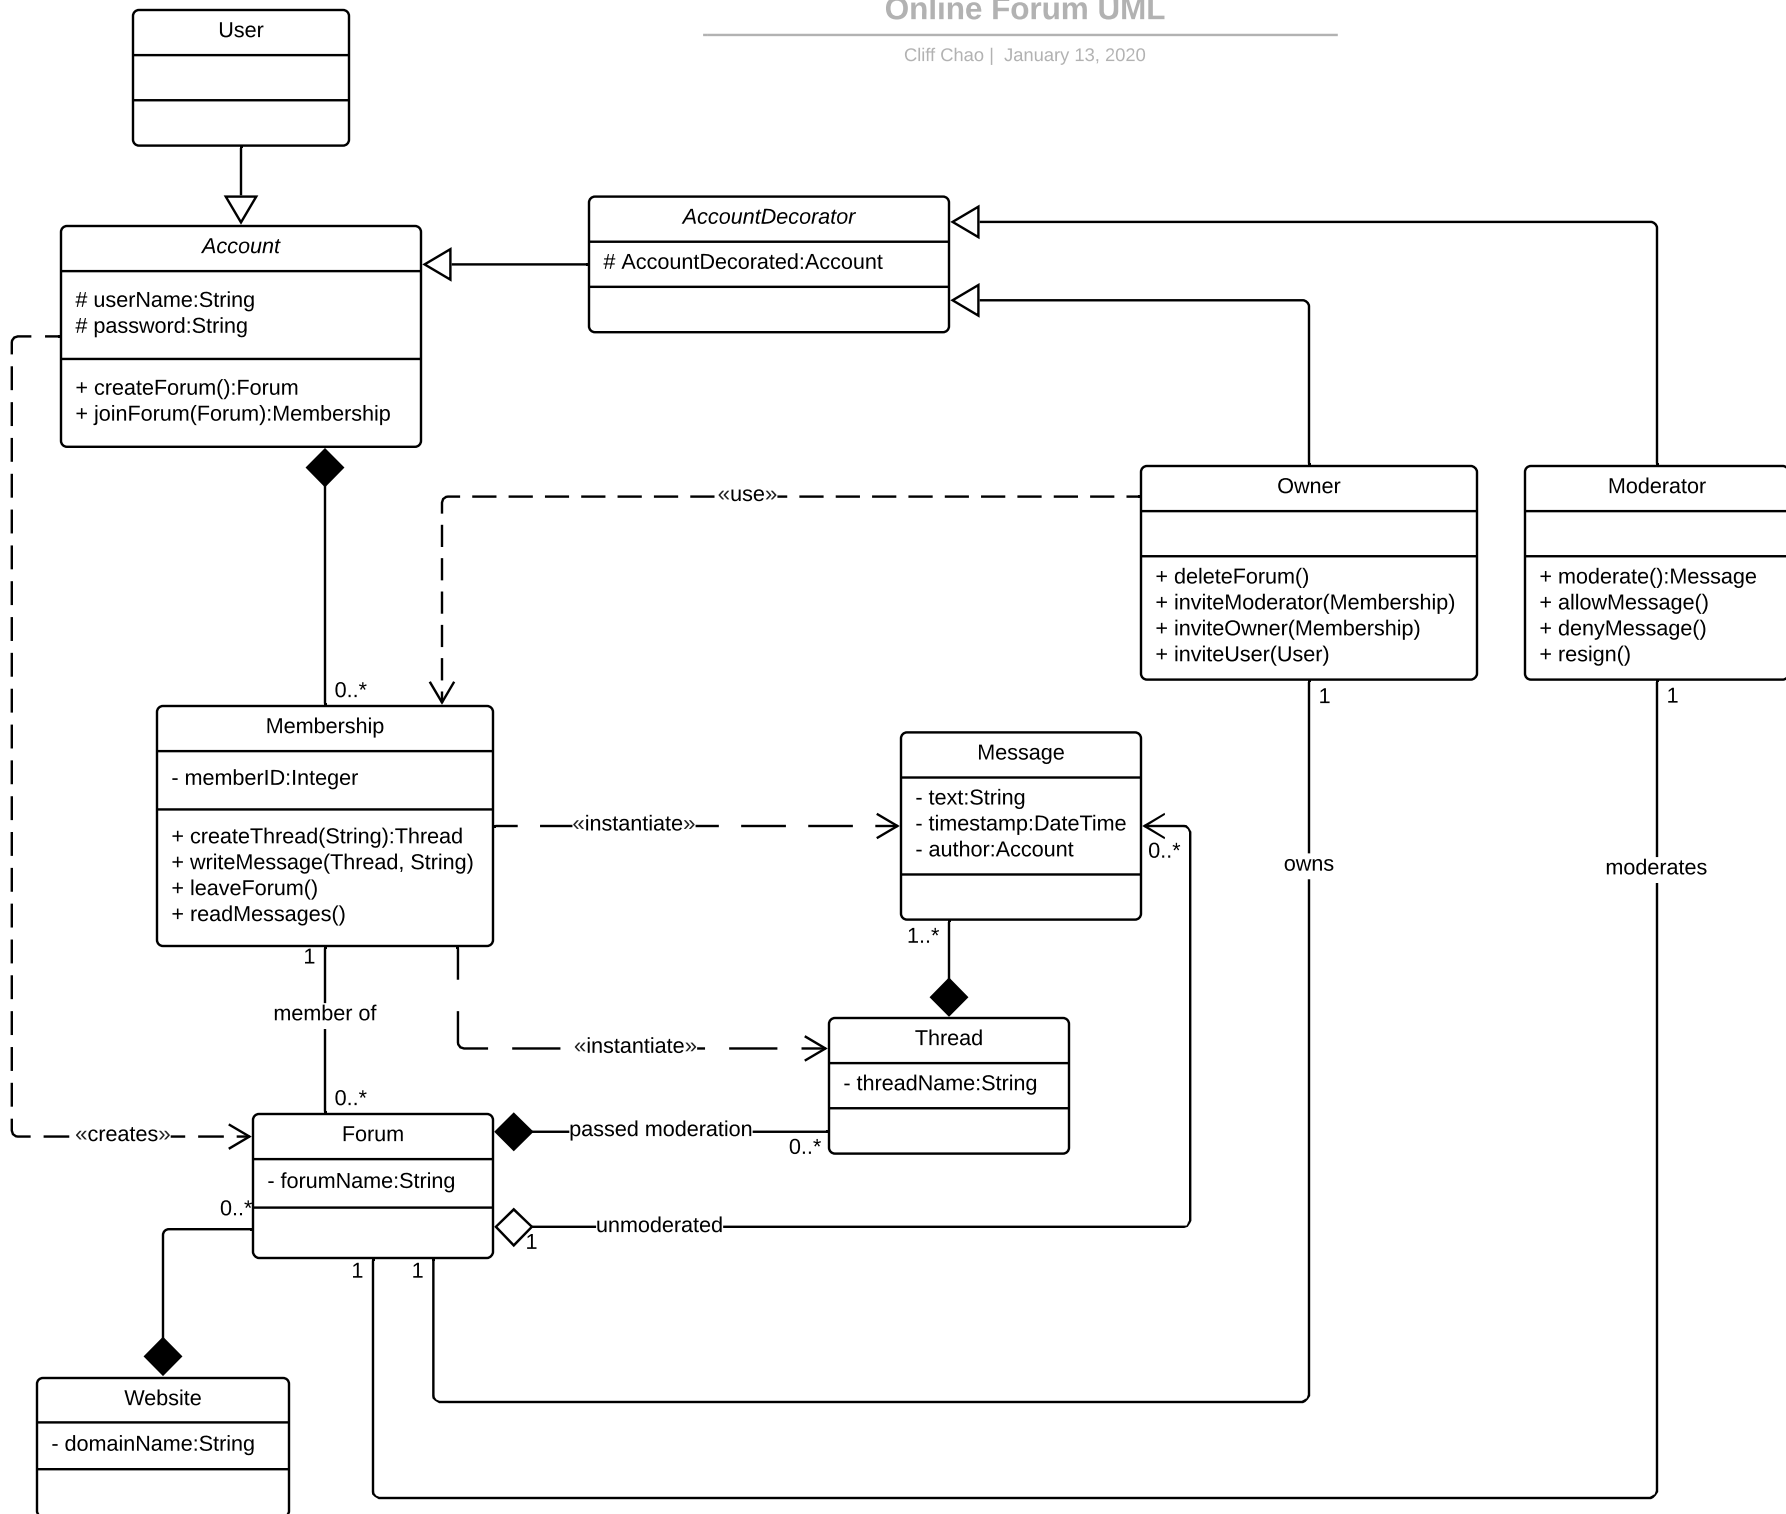 Online Forum UML
Cliff Chao | January 13, 2020
User
Account
# userName:String
# password:String
+ createForum():Forum
+ joinForum(Forum):Membership
AccountDecorator
# AccountDecorated:Account
«use»
Owner
+ deleteForum()
+ inviteModerator(Membership)
+ inviteOwner(Membership)
+ inviteUser(User)
1
Moderator
+ moderate():Message
+ allowMessage()
+ denyMessage()
+ resign()
1
0..*
Membership
- memberID:Integer
+ createThread(String):Thread
+ writeMessage(Thread, String)
+ leaveForum()
+ readMessages()
«instantiate»
Message
- text:String
- timestamp:DateTime
- author:Account
0..*
owns
moderates
1
1..*
member of
«instantiate»
Thread
- threadName:String
0..*
«creates»
Forum
- forumName:String
passed moderation
0..*
0..*
unmoderated
1
1
1
Website
- domainName:String